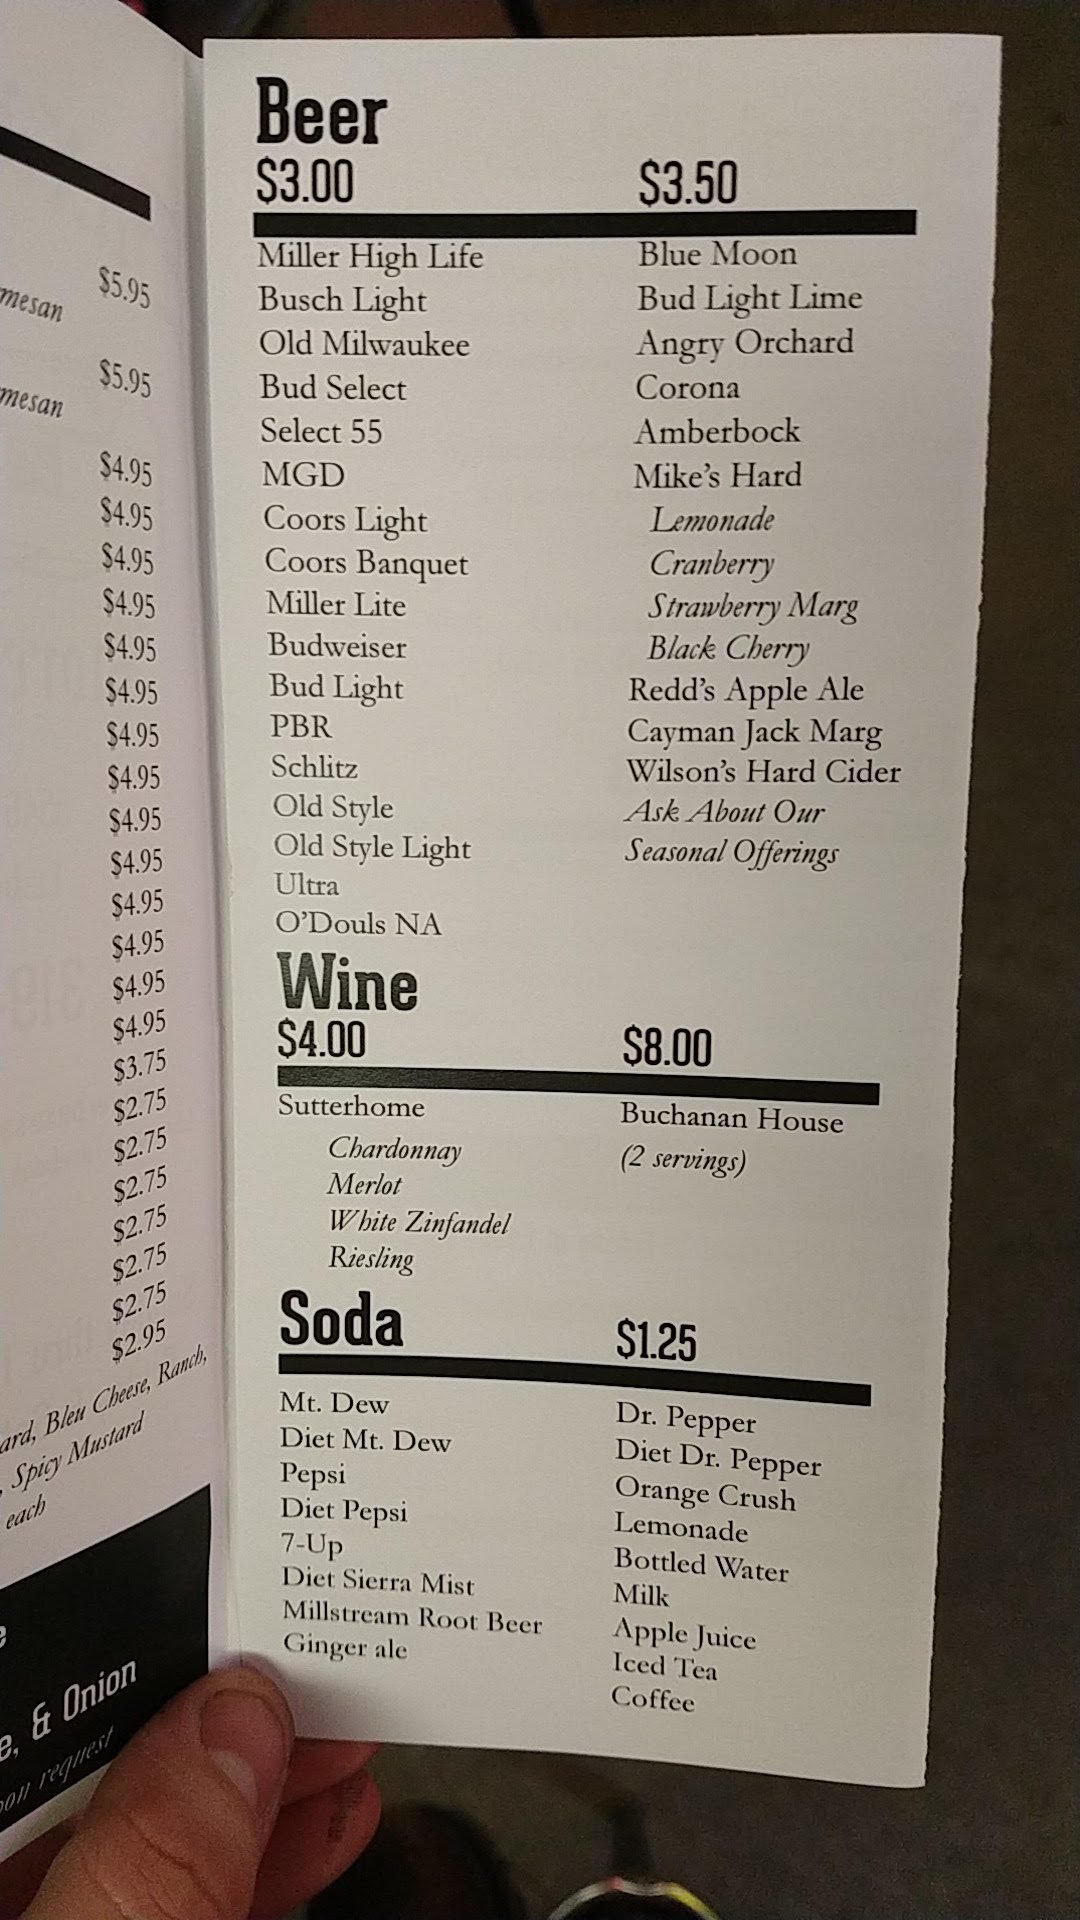 $5.95
mesan
$5.95
mesan
$4.95
$4.95
$4.95
$4.95
$4.95
$4.95
$4.95
$4.95
$4.95
$4.95
$4.95
$4.95
$4.95
$4.95
$3.75
$2.75
$2.75
$2.75
$2.75
$2.75
$2.75
$2.95
ard, Bleu Cheese, Ranch,
, Spicy Mustard
each
e
e, & Onion
request
Beer
$3.00 $3.50
Miller High Life
Busch Light
Old Milwaukee
Bud Select
Select 55
MGD
Coors Light
Coors Banquet
Miller Lite
Budweiser
Bud Light
PBR
Schlitz
Old Style
Old Style Light
Ultra
O'Douls NA
Blue Moon
Bud Light Lime
Angry Orchard
Corona
Amberbock
Mike's Hard
Lemonade
Cranberry
Strawberry Marg
Black Cherry
Redd's Apple Ale
Cayman Jack Marg
Wilson's Hard Cider
Ask About Our
Seasonal Offerings
Wine
$4.00 $8.00
Sutterhome
Chardonnay
Merlot
White Zinfandel
Riesling
Buchanan House
(2 servings)
Soda $1.25
Mt. Dew
Diet Mt. Dew
Pepsi
Diet Pepsi
7-Up
Diet Sierra Mist
Millstream Root Beer
Ginger ale
Dr. Pepper
Diet Dr. Pepper
Orange Crush
Lemonade
Bottled Water
Milk
Apple Juice
Iced Tea
Coffee